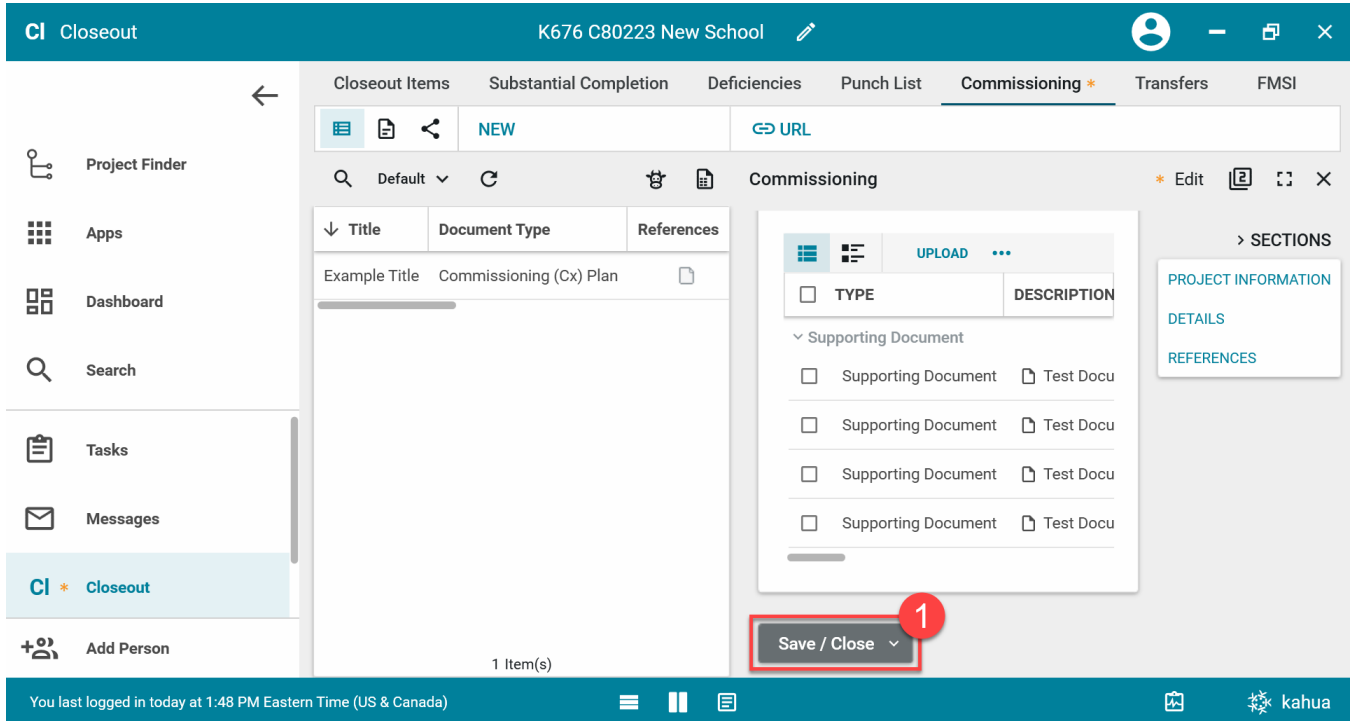 Cl Closeout
K676 C80223 New School
Closeout Items Substantial Completion Deficiencies Punch List Commissioning * Transfers FMSI
NEW
URL
Project Finder
Apps
Dashboard
Search
Tasks
Messages
Cl * Closeout
Add Person
Default
Title Document Type References
Example Title Commissioning (Cx) Plan
1 Item(s)
Commissioning
* Edit 2
UPLOAD
TYPE DESCRIPTION
Supporting Document
Supporting Document Test Docu
Supporting Document Test Docu
Supporting Document Test Docu
Supporting Document Test Docu
> SECTIONS
PROJECT INFORMATION
DETAILS
REFERENCES
1
Save / Close
You last logged in today at 1:48 PM Eastern Time (US & Canada)
kahua